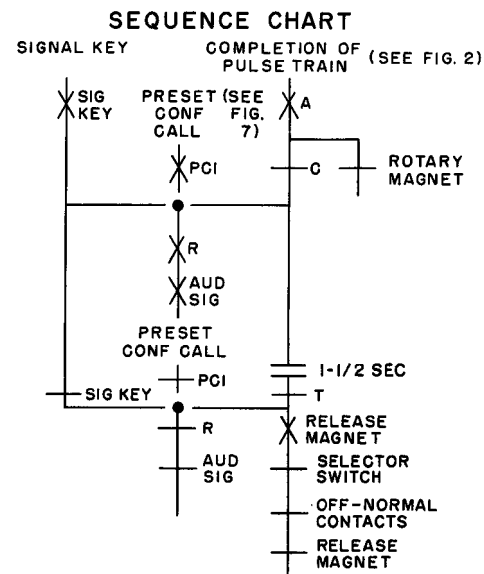 SEQUENCE CHART
SIGNAL KEY
COMPLETION OF
PULSE TRAIN (SEE FIG. 2)
SIG
KEY
PRESET (SEE
CONF FIG.
CALL 7)
A
PC1
C
ROTARY
MAGNET
R
AUD
SIG
PRESET
CONF CALL
1-1/2 SEC
PC1
SIG KEY
T
R
RELEASE
MAGNET
AUD
SIG
SELECTOR
SWITCH
OFF-NORMAL
CONTACTS
RELEASE
MAGNET